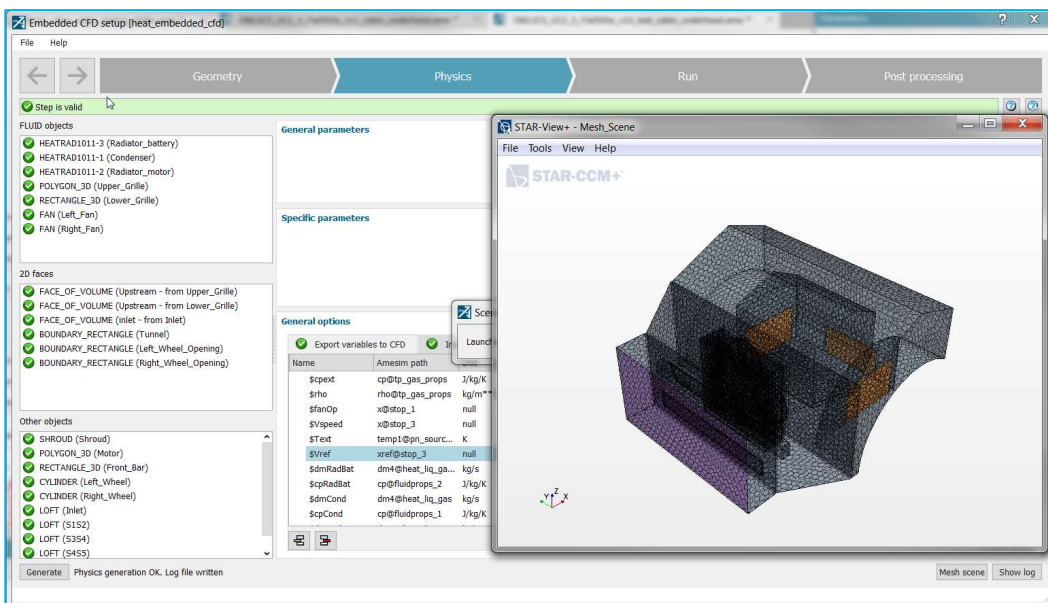 Embedded CFD setup [heat_embedded_cfd]
? X
File Help
Geometry Physics Run Post processing
Step is valid
FLUID objects
HEATRAD1011-3 (Radiator_battery)
HEATRAD1011-1 (Condenser)
HEATRAD1011-2 (Radiator_motor)
POLYGON_3D (Upper_Grille)
RECTANGLE_3D (Lower_Grille)
FAN (Left_Fan)
FAN (Right_Fan)
2D faces
FACE_OF_VOLUME (Upstream - from Upper_Grille)
FACE_OF_VOLUME (Upstream - from Lower_Grille)
FACE_OF_VOLUME (inlet - from Inlet)
BOUNDARY_RECTANGLE (Tunnel)
BOUNDARY_RECTANGLE (Left_Wheel_Opening)
BOUNDARY_RECTANGLE (Right_Wheel_Opening)
Other objects
SHROUD (Shroud)
POLYGON_3D (Motor)
RECTANGLE_3D (Front_Bar)
CYLINDER (Left_Wheel)
CYLINDER (Right_Wheel)
LOFT (Inlet)
LOFT (S1S2)
LOFT (S3S4)
LOFT (S4S5)
General parameters
Specific parameters
General options
Export variables to CFD
Name Amesim path
$cpext cp@tp_gas_props J/kg/K
$rho rho@tp_gas_props kg/m**
$fanOp x@stop_1 null
$Vspeed x@stop_3 null
$Text temp1@pn_sourc... K
$Vref xref@stop_3 null
$dmRadBat dm4@heat_liq_ga... kg/s
$cpRadBat cp@fluidprops_2 J/kg/K
$dmCond dm4@heat_liq_gas kg/s
$cpCond cp@fluidprops_1 J/kg/K
Scen
Launch
STAR-View+ - Mesh_Scene
File Tools View Help
STAR-CCM+
Y Z X
Generate Physics generation OK. Log file written
Mesh scene Show log